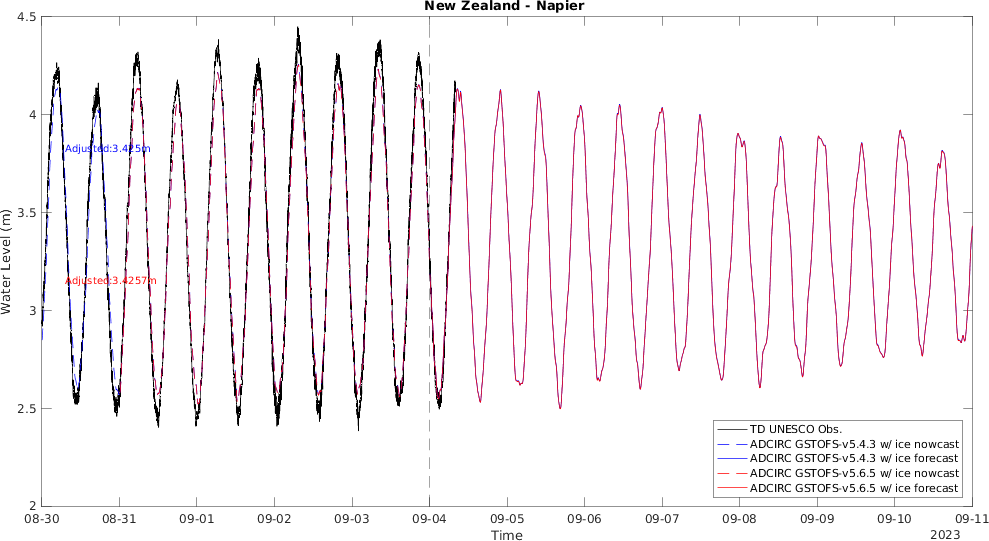 New Zealand - Napier
4.5
4
3.5
3
2.5
2
Water Level (m)
Adjusted:3.425m
Adjusted:3.4257m
TD UNESCO Obs.
ADCIRC GSTOFS-v5.4.3 w/ ice nowcast
ADCIRC GSTOFS-v5.4.3 w/ ice forecast
ADCIRC GSTOFS-v5.6.5 w/ ice nowcast
ADCIRC GSTOFS-v5.6.5 w/ ice forecast
08-30 08-31 09-01 09-02 09-03 09-04 09-05 09-06 09-07 09-08 09-09 09-10 09-11
Time
2023